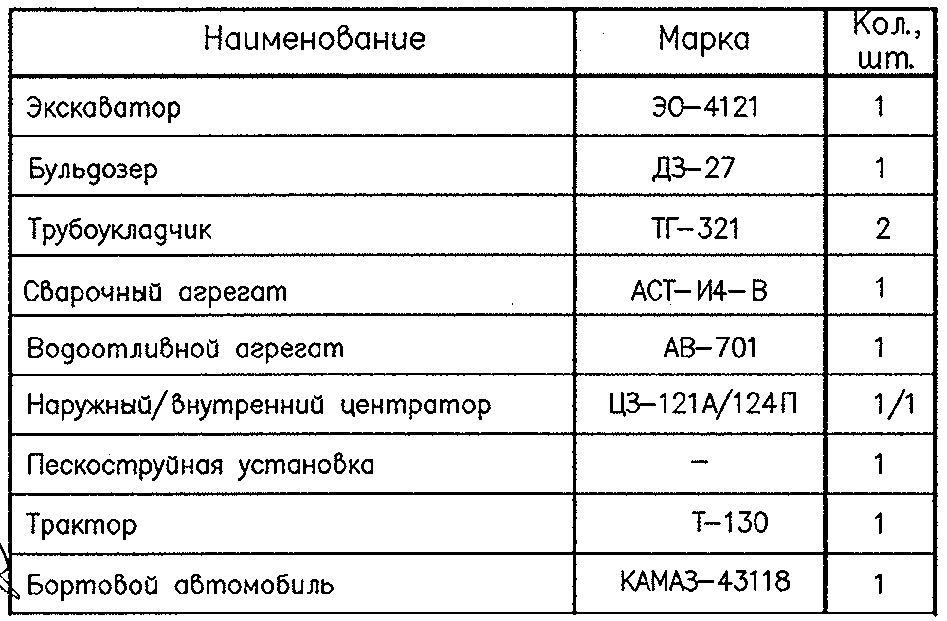 Наименование Марка Кол., шт.
Экскаватор ЭО-4121 1
Бульдозер ДЗ-27 1
Трубоукладчик ТГ-321 2
Сварочный агрегат АСТ-И4-В 1
Водоотливной агрегат АВ-701 1
Наружный/внутренний центратор ЦЗ-121А/124П 1/1
Пескоструйная установка - 1
Трактор Т-130 1
Бортовой автомобиль КАМАЗ-43118 1